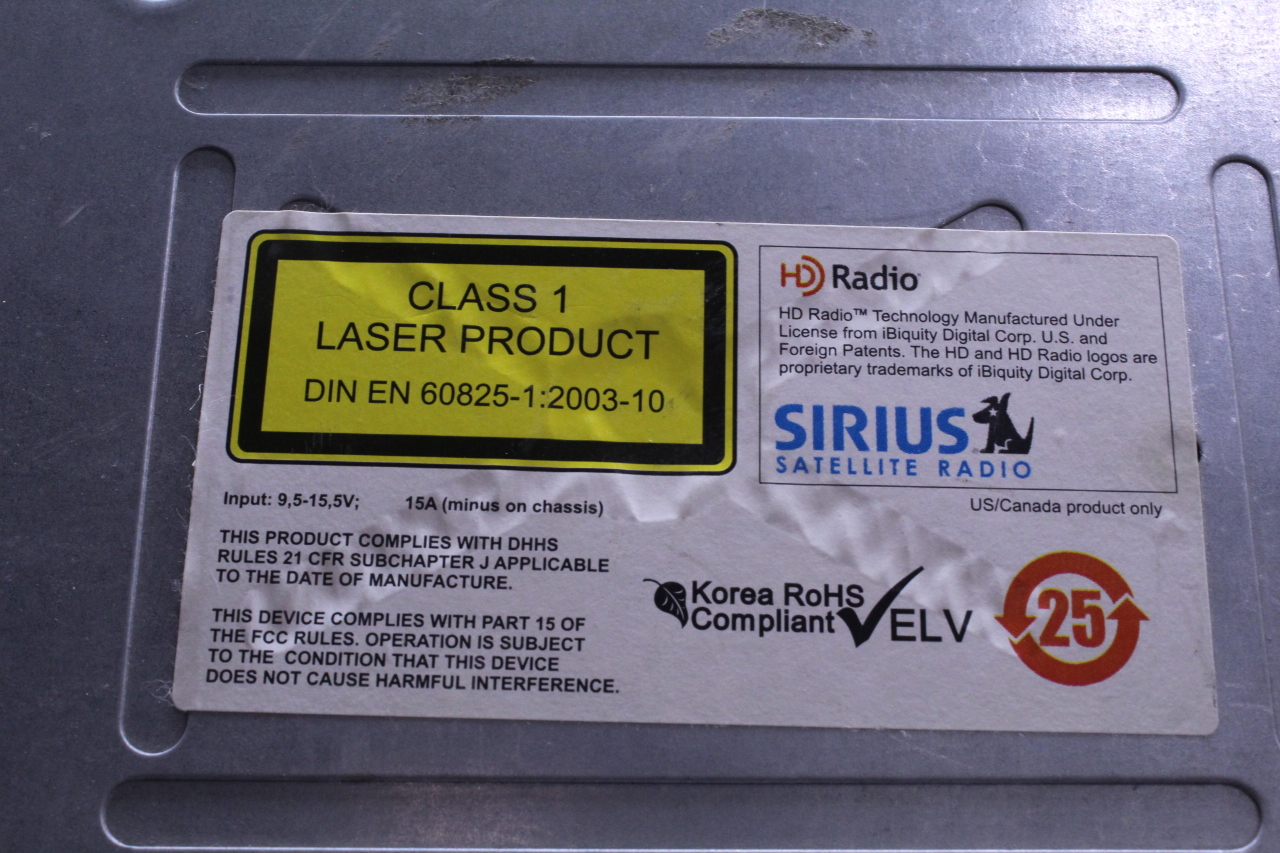 CLASS 1
LASER PRODUCT
DIN EN 60825-1:2003-10
HD Radio
HD Radio™ Technology Manufactured Under
License from iBiquity Digital Corp. U.S. and
Foreign Patents. The HD and HD Radio logos are
proprietary trademarks of iBiquity Digital Corp.
SIRIUS
SATELLITE RADIO
US/Canada product only
Input: 9,5-15,5V; 15A (minus on chassis)
THIS PRODUCT COMPLIES WITH DHHS
RULES 21 CFR SUBCHAPTER J APPLICABLE
TO THE DATE OF MANUFACTURE.
THIS DEVICE COMPLIES WITH PART 15 OF
THE FCC RULES. OPERATION IS SUBJECT
TO THE CONDITION THAT THIS DEVICE
DOES NOT CAUSE HARMFUL INTERFERENCE.
Korea RoHS
Compliant
ELV
25